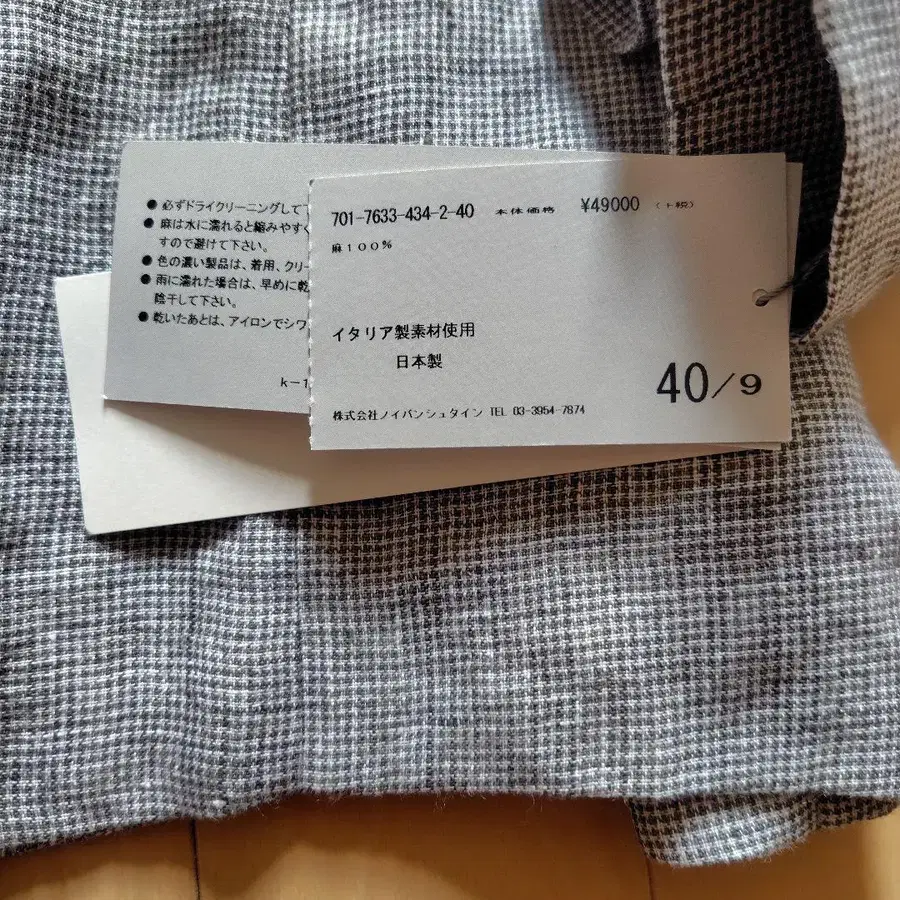 ● 必ずドライクリーニングして下
● 麻は水に濡れると縮みやすく
すので避けて下さい。
● 色の濃い製品は、着用、クリー
● 雨に濡れた場合は、早めに乾
陰干して下さい。
● 乾いたあとは、アイロンでシワ
k-1
701-7633-434-2-40 本体価格 ¥49000 (+税)
麻100%
イタリア製素材使用
日本製
40/9
株式会社ノイバンシュタイン TEL 03-3954-7874